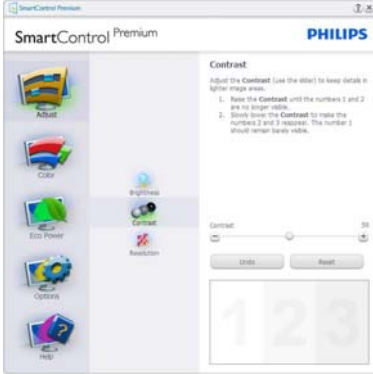 SmartControl Premium
SmartControl Premium
PHILIPS
Adjust
Color
Eco Power
Options
Help
Brightness
Contrast
Resolution
Contrast
Adjust the Contrast (use the slider) to keep details in
lighter image areas.
1. Raise the Contrast until the numbers 1 and 2
are no longer visible.
2. Slowly lower the Contrast to make the
numbers 2 and 3 reappear. The number 1
should remain barely visible.
Contrast
50
Undo
Reset
1 2 3